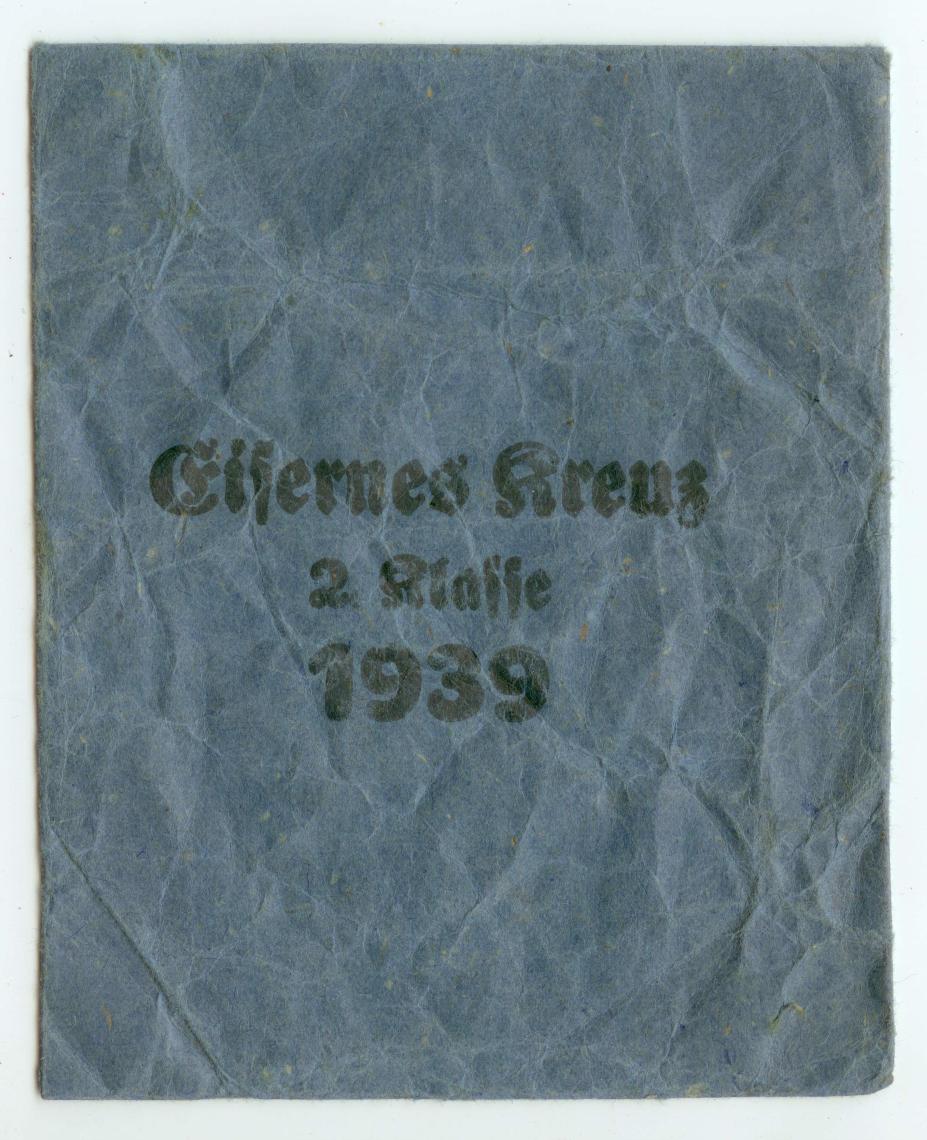 Eiſernes Kreuz
2. Klaſſe
1939